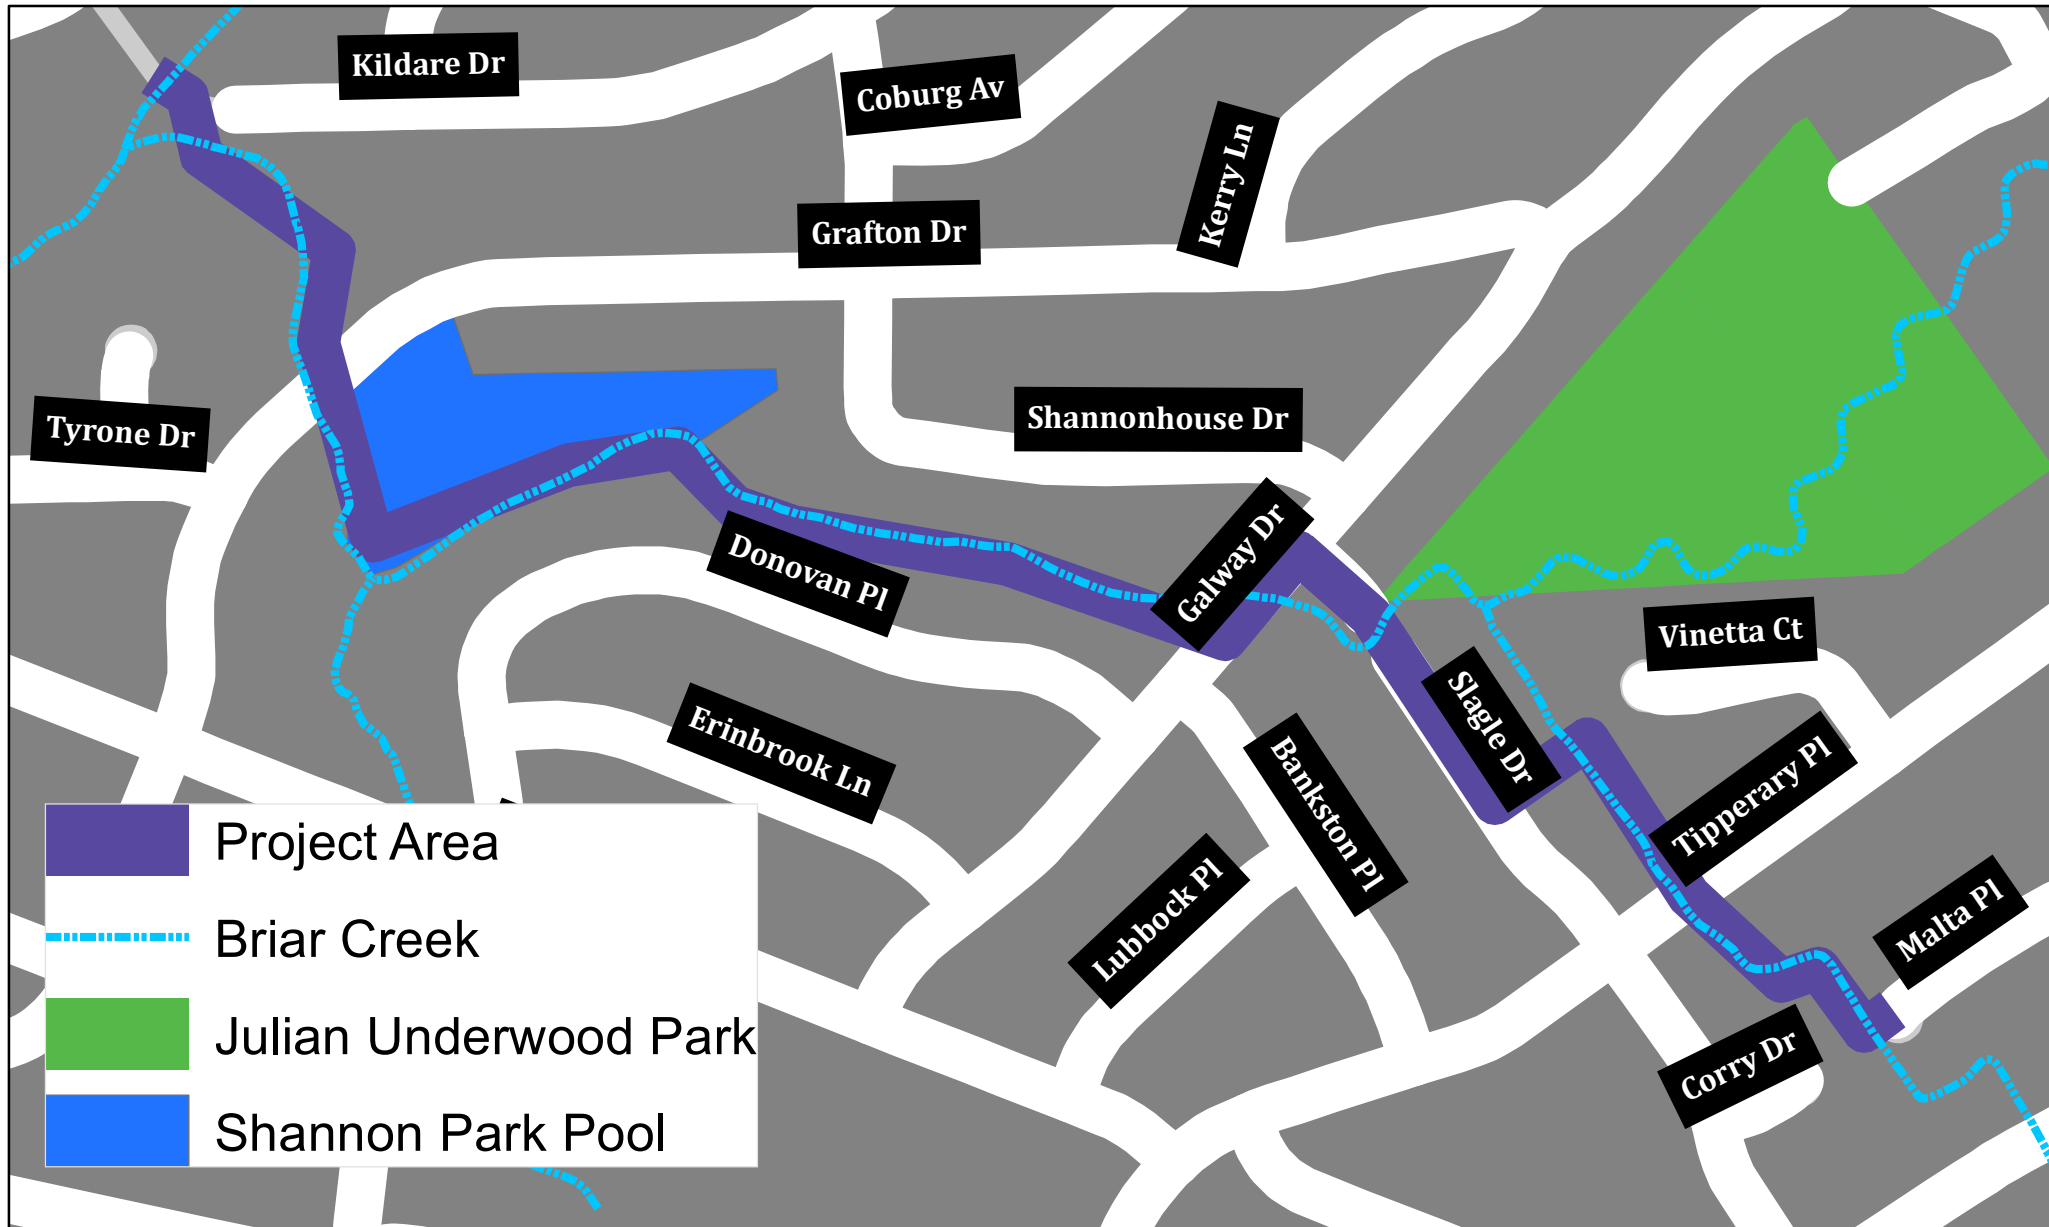 Kildare Dr
Coburg Av
Kerry Ln
Grafton Dr
Tyrone Dr
Shannonhouse Dr
Galway Dr
Donovan Pl
Vinetta Ct
Slagle Dr
Erinbrook Ln
Bankston Pl
Tipperary Pl
Lubbock Pl
Malta Pl
Corry Dr
Project Area
Briar Creek
Julian Underwood Park
Shannon Park Pool